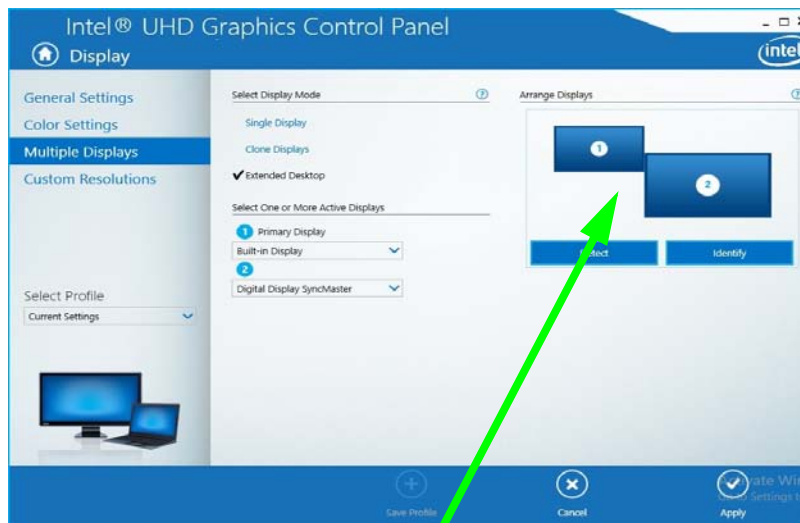 Intel® UHD Graphics Control Panel
Display
intel
General Settings
Color Settings
Multiple Displays
Custom Resolutions
Select Profile
Current Settings
Select Display Mode
Single Display
Clone Displays
Extended Desktop
Select One or More Active Displays
1 Primary Display
Built-in Display
2
Digital Display SyncMaster
Arrange Displays
1
2
Identify
Save Profile
Cancel
Apply